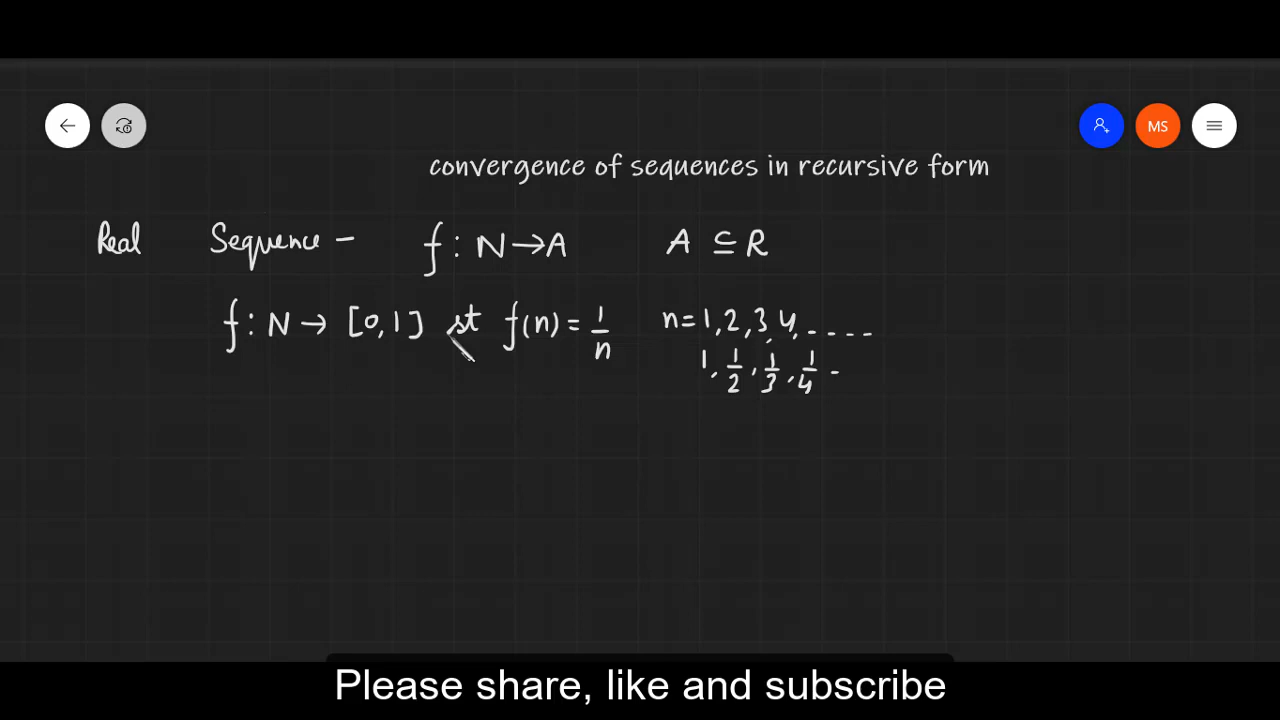 MS
convergence of sequences in recursive form
Real Sequence – f : N → A A ⊆ R
f : N → [0,1] st f(n) = 1/n n = 1, 2, 3, 4, - - - -
1, 1/2, 1/3, 1/4 -
Please share, like and subscribe